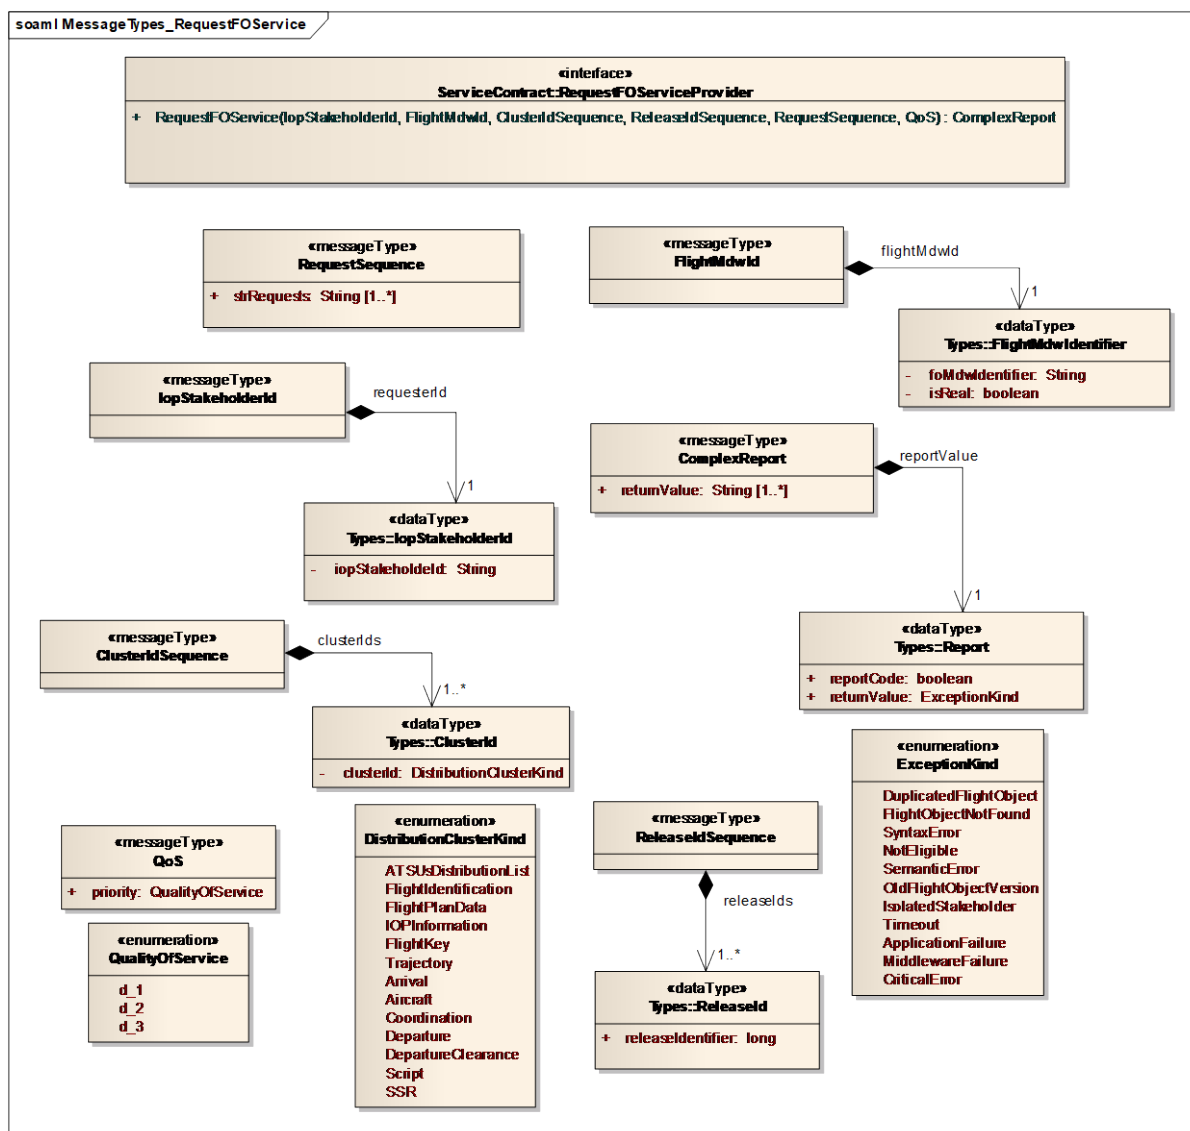 soaml MessageTypes_RequestFOService
«interface»
ServiceContract::RequestFOServiceProvider
+ RequestFOService(IopStakeholderId, FlightMdwId, ClusterIdSequence, ReleaseIdSequence, RequestSequence, QoS) : ComplexReport
«messageType»
RequestSequence
+ strRequests: String [1..*]
«messageType»
FlightMdwId
flightMdwId
1
«dataType»
Types::FlightMdwIdentifier
- foMdwIdentifier: String
- isReal: boolean
«messageType»
IopStakeholderId
requesterId
1
«dataType»
Types::IopStakeholderId
- iopStakeholdeId: String
«messageType»
ComplexReport
+ returnValue: String [1..*]
reportValue
1
«dataType»
Types::Report
+ reportCode: boolean
+ returnValue: ExceptionKind
«messageType»
ClusterIdSequence
clusterIds
1..*
«dataType»
Types::ClusterId
- clusterId: DistributionClusterKind
«enumeration»
ExceptionKind
DuplicatedFlightObject
FlightObjectNotFound
SyntaxError
NotEligible
SemanticError
OldFlightObjectVersion
IsolatedStakeholder
Timeout
ApplicationFailure
MiddlewareFailure
CriticalError
«messageType»
QoS
+ priority: QualityOfService
«enumeration»
QualityOfService
d_1
d_2
d_3
«enumeration»
DistributionClusterKind
ATSUsDistributionList
FlightIdentification
FlightPlanData
IOPInformation
FlightKey
Trajectory
Arrival
Aircraft
Coordination
Departure
DepartureClearance
Script
SSR
«messageType»
ReleaseIdSequence
releaseIds
1..*
«dataType»
Types::ReleaseId
+ releaseIdentifier: long